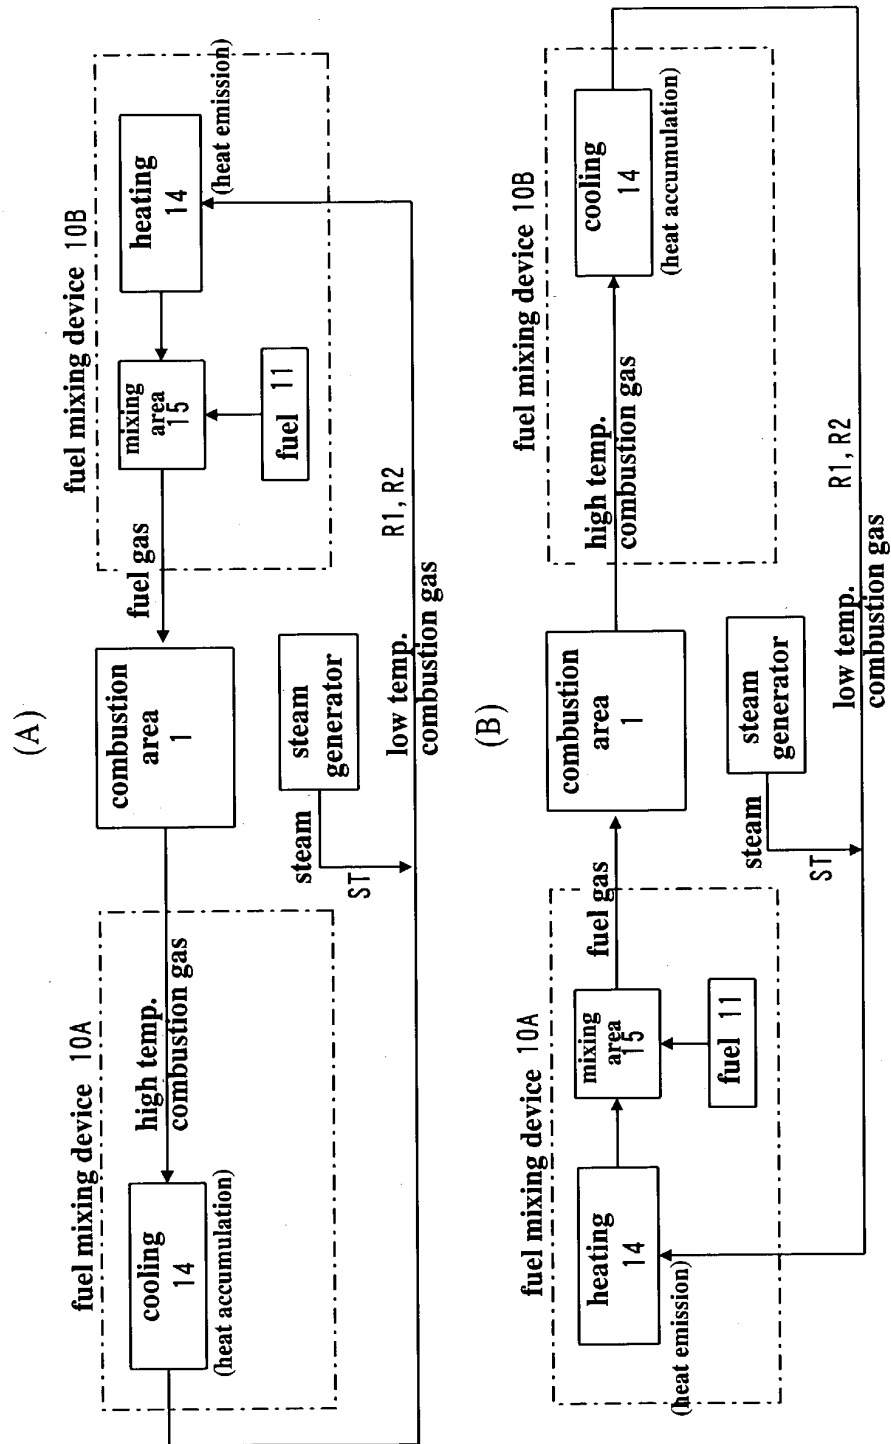 (A)
fuel mixing device 10A
cooling
14
(heat accumulation)
high temp.
combustion gas
combustion
area
1
steam
generator
steam
ST
fuel gas
fuel mixing device 10B
mixing
area
15
fuel 11
heating
14
(heat emission)
R1, R2
low temp.
combustion gas
(B)
fuel mixing device 10A
heating
14
(heat emission)
mixing
area
15
fuel 11
fuel gas
combustion
area
1
steam
generator
steam
ST
fuel mixing device 10B
high temp.
combustion gas
cooling
14
(heat accumulation)
R1, R2
low temp.
combustion gas